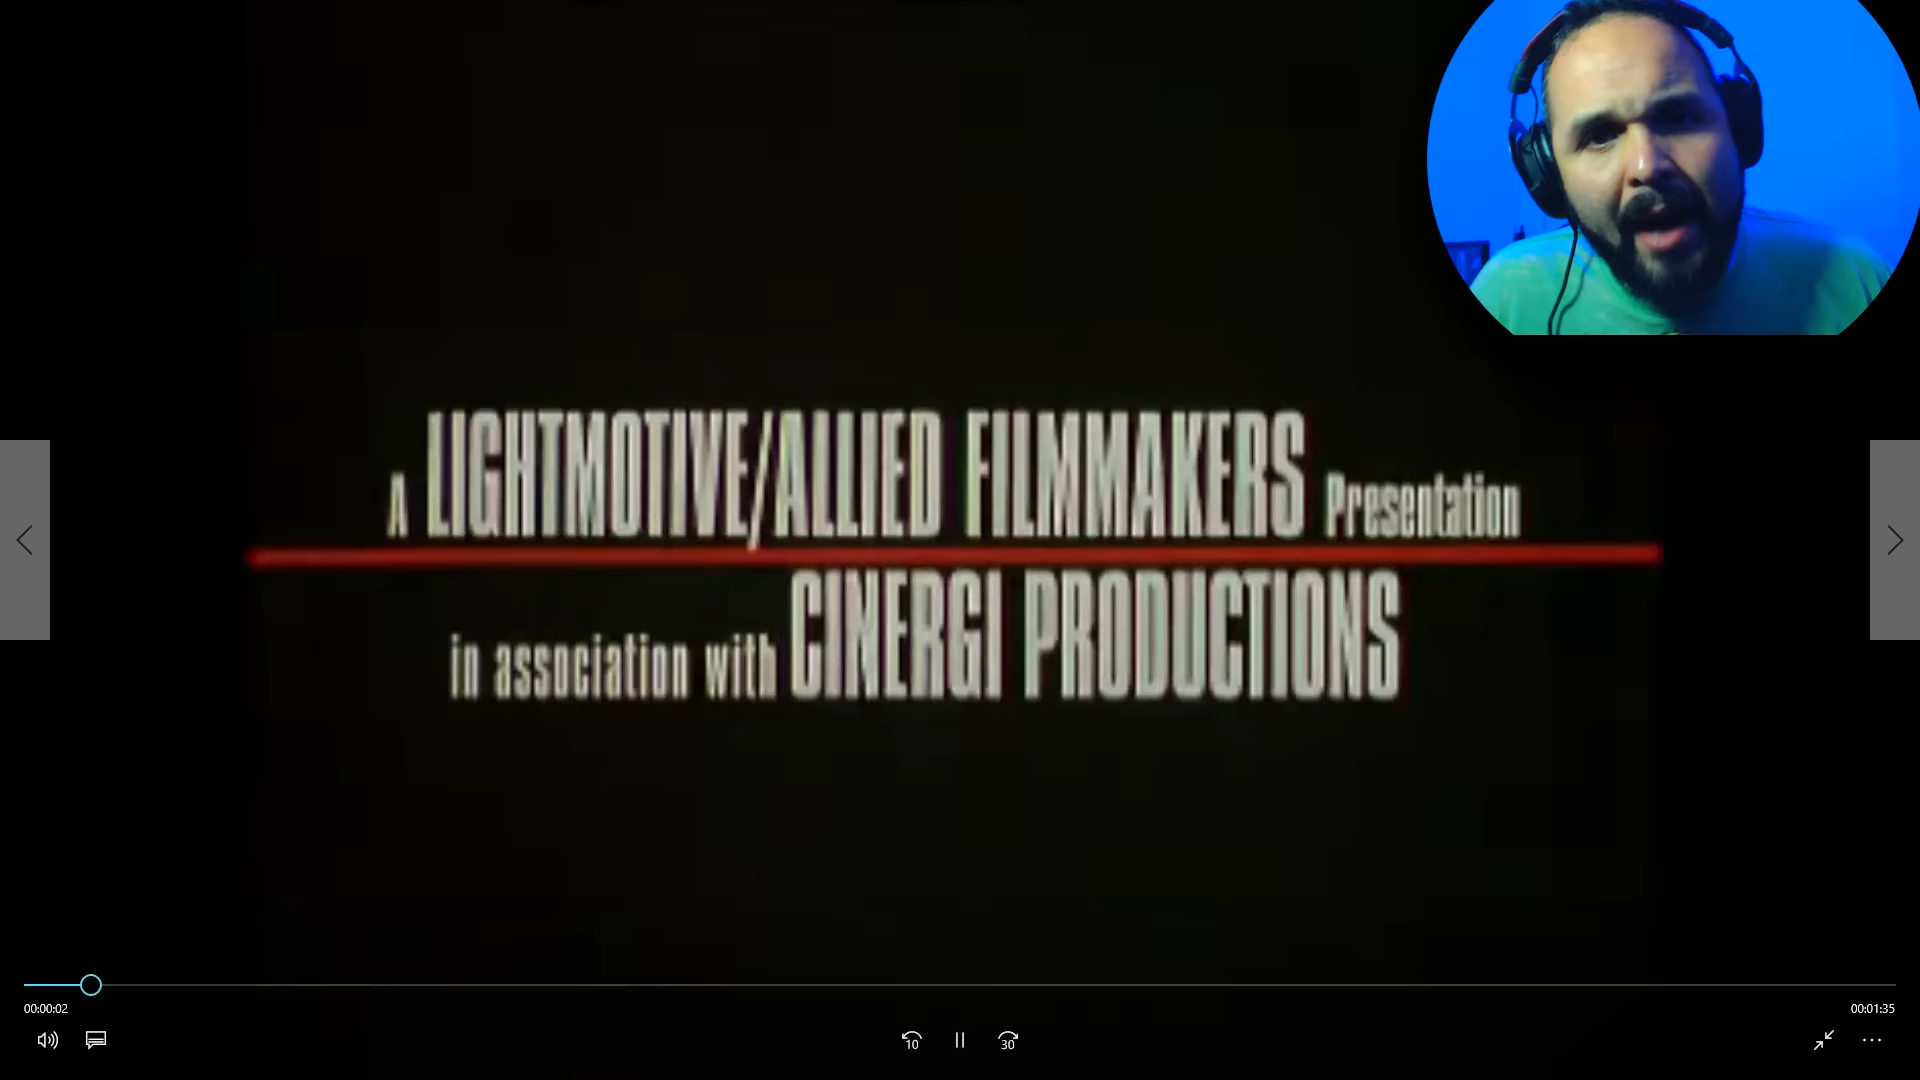 A LIGHTMOTIVE/ALLIED FILMMAKERS Presentation
in association with CINERGI PRODUCTIONS
00:00:02
00:01:35
10
30